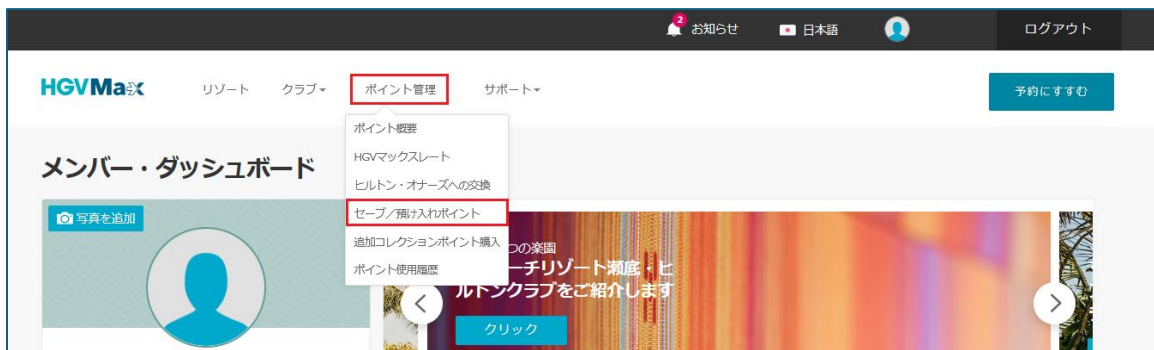 2
お知らせ
日本語
ログアウト
HGVMax
リゾート
クラブ
ポイント管理
サポート
予約にすすむ
ポイント概要
HGVマックスレート
ヒルトン・オナーズへの交換
セーブ／預け入れポイント
追加コレクションポイント購入
ポイント使用履歴
メンバー・ダッシュボード
写真を追加
つの楽園
ーチリゾート瀬底・ヒ
ルトンクラブをご紹介します
クリック